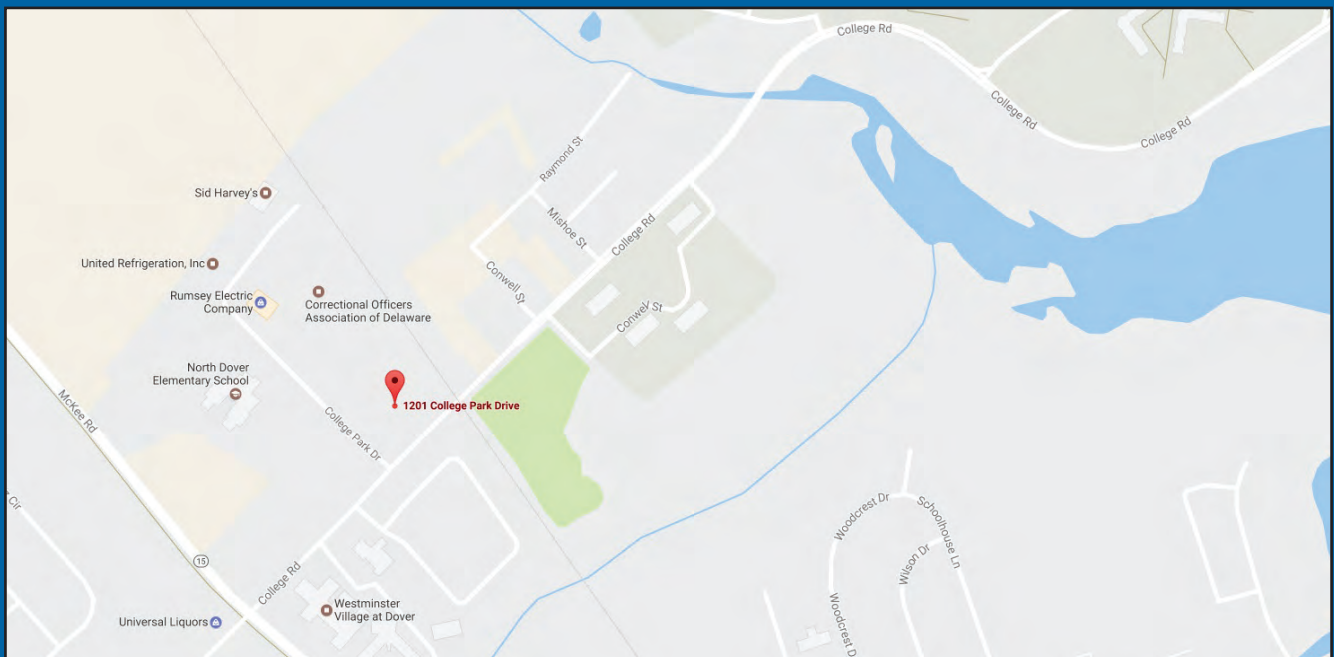 College Rd
College Rd
College Rd
Raymond St
Sid Harvey's
Mishoe St
College Rd
United Refrigeration, Inc
Conwell St
Rumsey Electric
Company
Correctional Officers
Association of Delaware
Conwell St
North Dover
Elementary School
McKee Rd
1201 College Park Drive
College Park Dr
Cir
Woodcrest Dr
Schoolhouse Ln
Wilson Dr
15
College Rd
Westminster
Village at Dover
Universal Liquors
Woodcrest D